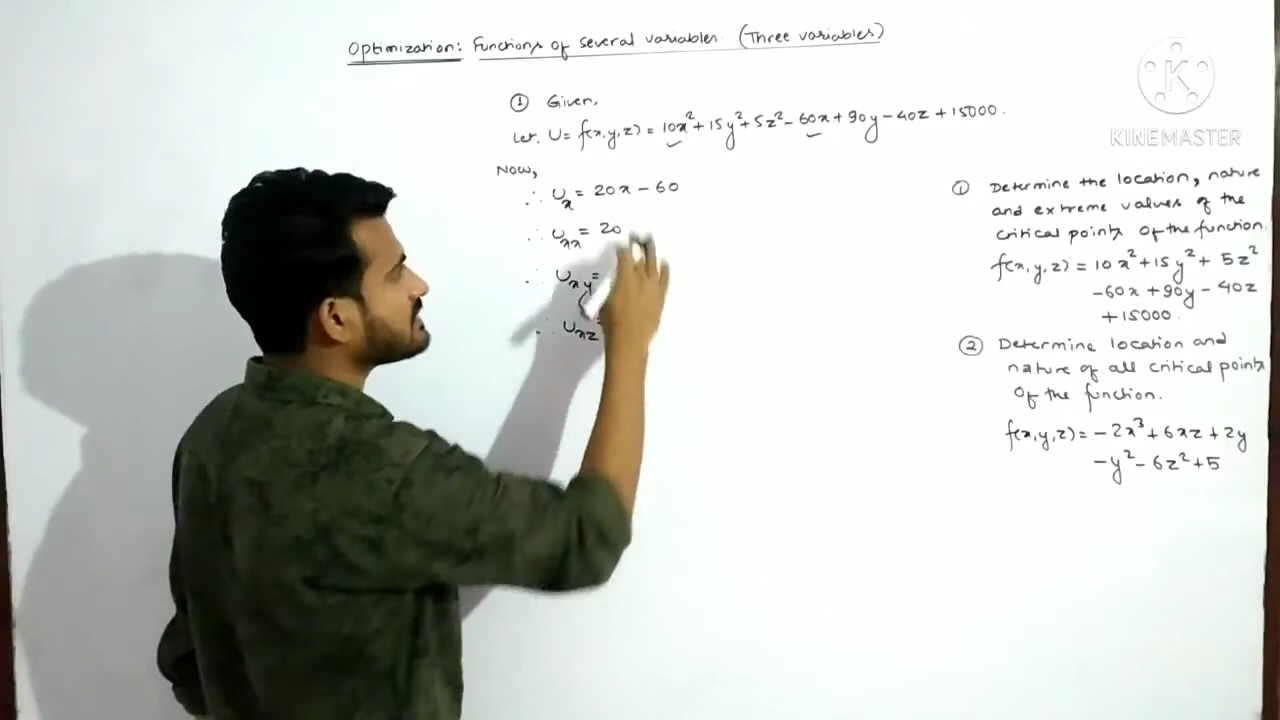 Optimization: Functions of several variables. (Three variables)
① Given,
Let, U = f(x,y,z) = 10x² + 15y² + 5z² - 60x + 90y - 40z + 15000.
Now,
∴ Uₓ = 20x - 60
∴ Uₓₓ = 20
∴ U_xy =
∴ U_xz =
① Determine the location, nature
and extreme values of the
critical points of the function.
f(x,y,z) = 10x² + 15y² + 5z²
-60x + 90y - 40z
+15000.
② Determine location and
nature of all critical points
of the function.
f(x,y,z) = -2x³ + 6xz + 2y
-y² - 6z² + 5
K
KINEMASTER